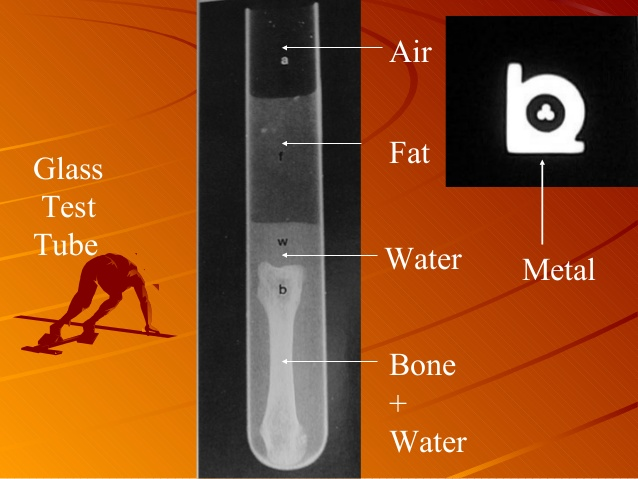 Glass
Test
Tube
a
Air
f
Fat
w
Water
b
Bone
+
Water
Metal